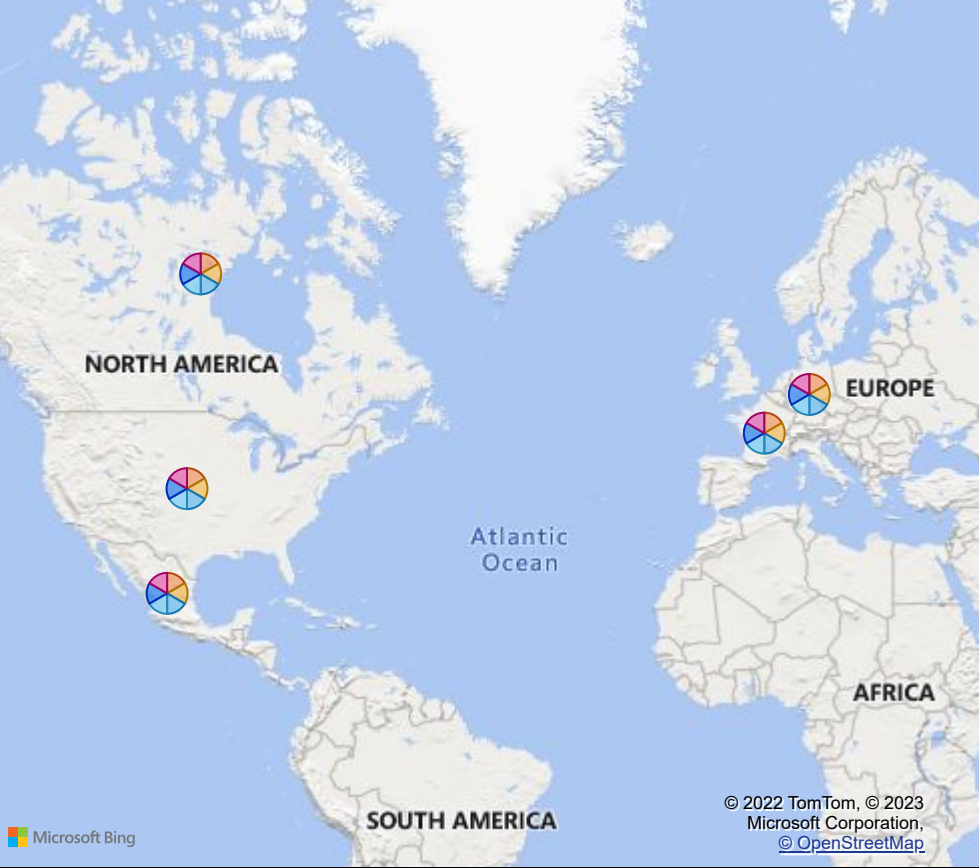 NORTH AMERICA
EUROPE
Atlantic
Ocean
AFRICA
SOUTH AMERICA
© 2022 TomTom, © 2023
Microsoft Corporation,
© OpenStreetMap
Microsoft Bing